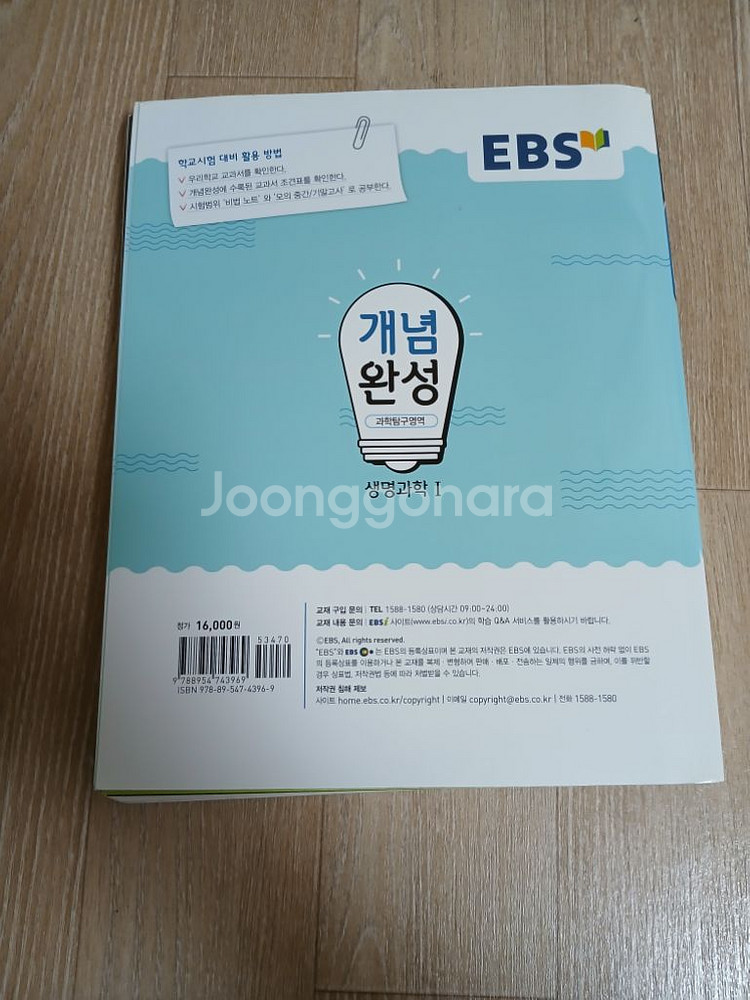 학교시험 대비 활용 방법
우리학교 교과서를 확인한다.
개념완성에 수록된 교과서 조견표를 확인한다.
시험범위 '비법 노트' 와 '모의 중간/기말고사' 로 공부한다.
EBS
개념
완성
과학탐구영역
생명과학 I
Joonggonara
정가 16,000원
53470
9 788954 743969
ISBN 978-89-547-4396-9
교재 구입 문의 | TEL 1588-1580 (상담시간 09:00~24:00)
교재 내용 문의 | EBSi 사이트(www.ebsi.co.kr)의 학습 Q&A 서비스를 활용하시기 바랍니다.
©EBS, All rights reserved.
"EBS"와 EBS 는 EBS의 등록상표이며 본 교재의 저작권은 EBS에 있습니다. EBS의 사전 허락 없이 EBS
의 등록상표를 이용하거나 본 교재를 복제 · 변형하여 판매 · 배포 · 전송하는 일체의 행위를 금하며, 이를 위반할
경우 상표법, 저작권법 등에 따라 처벌받을 수 있습니다.
저작권 침해 제보
사이트 home.ebs.co.kr/copyright | 이메일 copyright@ebs.co.kr | 전화 1588-1580